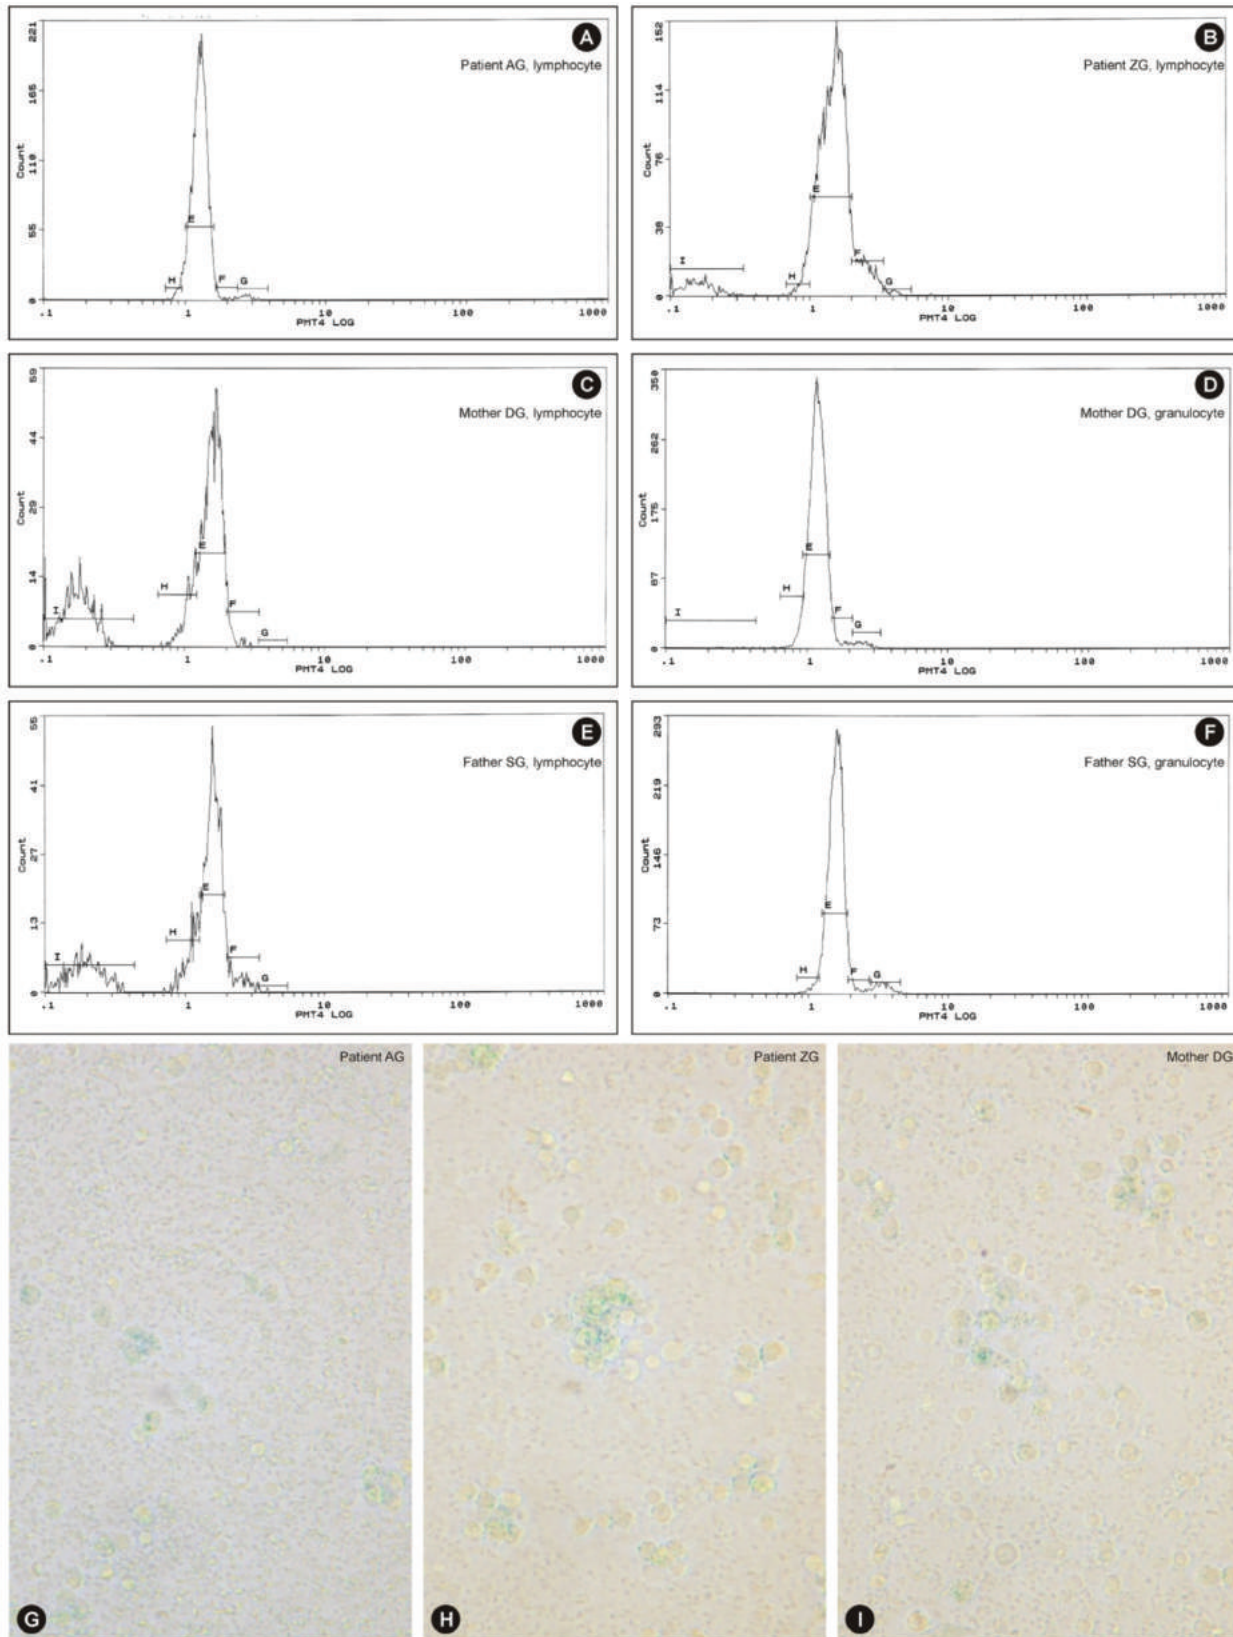 A
Patient AG, lymphocyte
221
165
110
55
0
Count
H
E
F
G
.1
1
10
100
1000
PMT4 LOG
B
Patient ZG, lymphocyte
152
114
76
38
0
Count
I
H
E
F
G
.1
1
10
100
1000
PMT4 LOG
C
Mother DG, lymphocyte
59
44
29
14
0
Count
I
H
E
F
G
.1
1
10
100
1000
PMT4 LOG
D
Mother DG, granulocyte
350
262
175
87
0
Count
I
H
E
F
G
.1
1
10
100
1000
PMT4 LOG
E
Father SG, lymphocyte
55
41
27
13
0
Count
I
H
E
F
G
.1
1
10
100
1000
PMT4 LOG
F
Father SG, granulocyte
293
219
146
73
0
Count
H
E
F
G
.1
1
10
100
1000
PMT4 LOG
Patient AG
G
Patient ZG
H
Mother DG
I